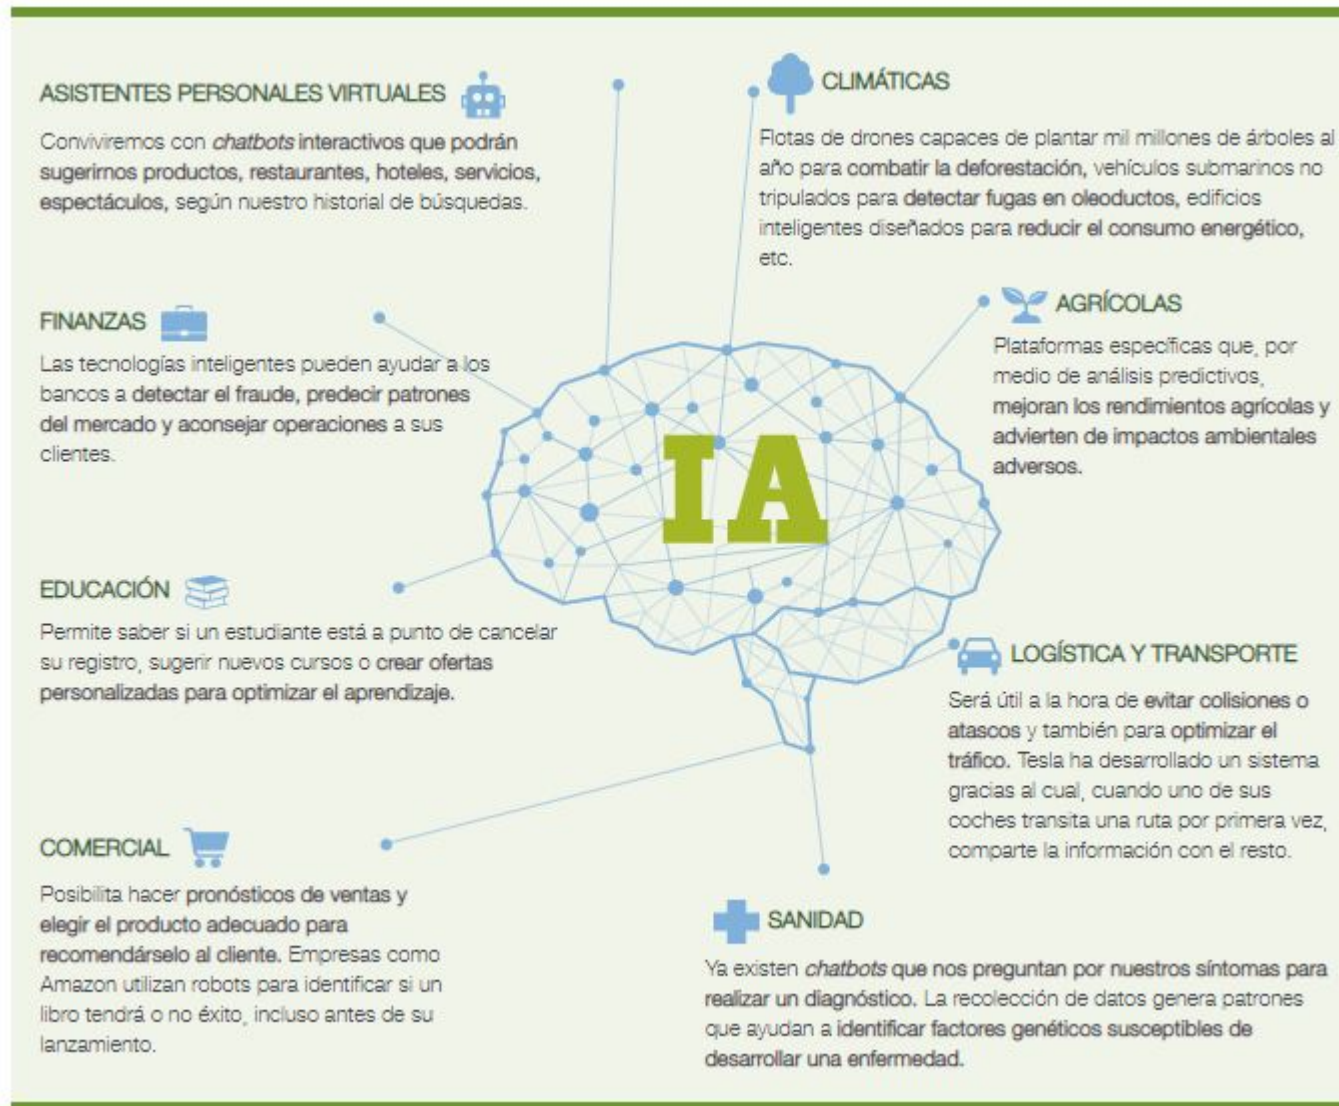 ASISTENTES PERSONALES VIRTUALES
Conviviremos con chatbots interactivos que podrán
sugerirnos productos, restaurantes, hoteles, servicios,
espectáculos, según nuestro historial de búsquedas.
FINANZAS
Las tecnologías inteligentes pueden ayudar a los
bancos a detectar el fraude, predecir patrones
del mercado y aconsejar operaciones a sus
clientes.
EDUCACIÓN
Permite saber si un estudiante está a punto de cancelar
su registro, sugerir nuevos cursos o crear ofertas
personalizadas para optimizar el aprendizaje.
COMERCIAL
Posibilita hacer pronósticos de ventas y
elegir el producto adecuado para
recomendárselo al cliente. Empresas como
Amazon utilizan robots para identificar si un
libro tendrá o no éxito, incluso antes de su
lanzamiento.
IA
CLIMÁTICAS
Flotas de drones capaces de plantar mil millones de árboles al
año para combatir la deforestación, vehículos submarinos no
tripulados para detectar fugas en oleoductos, edificios
inteligentes diseñados para reducir el consumo energético,
etc.
AGRÍCOLAS
Plataformas específicas que, por
medio de análisis predictivos,
mejoran los rendimientos agrícolas y
advierten de impactos ambientales
adversos.
LOGÍSTICA Y TRANSPORTE
Será útil a la hora de evitar colisiones o
atascos y también para optimizar el
tráfico. Tesla ha desarrollado un sistema
gracias al cual, cuando uno de sus
coches transita una ruta por primera vez,
comparte la información con el resto.
SANIDAD
Ya existen chatbots que nos preguntan por nuestros síntomas para
realizar un diagnóstico. La recolección de datos genera patrones
que ayudan a identificar factores genéticos susceptibles de
desarrollar una enfermedad.